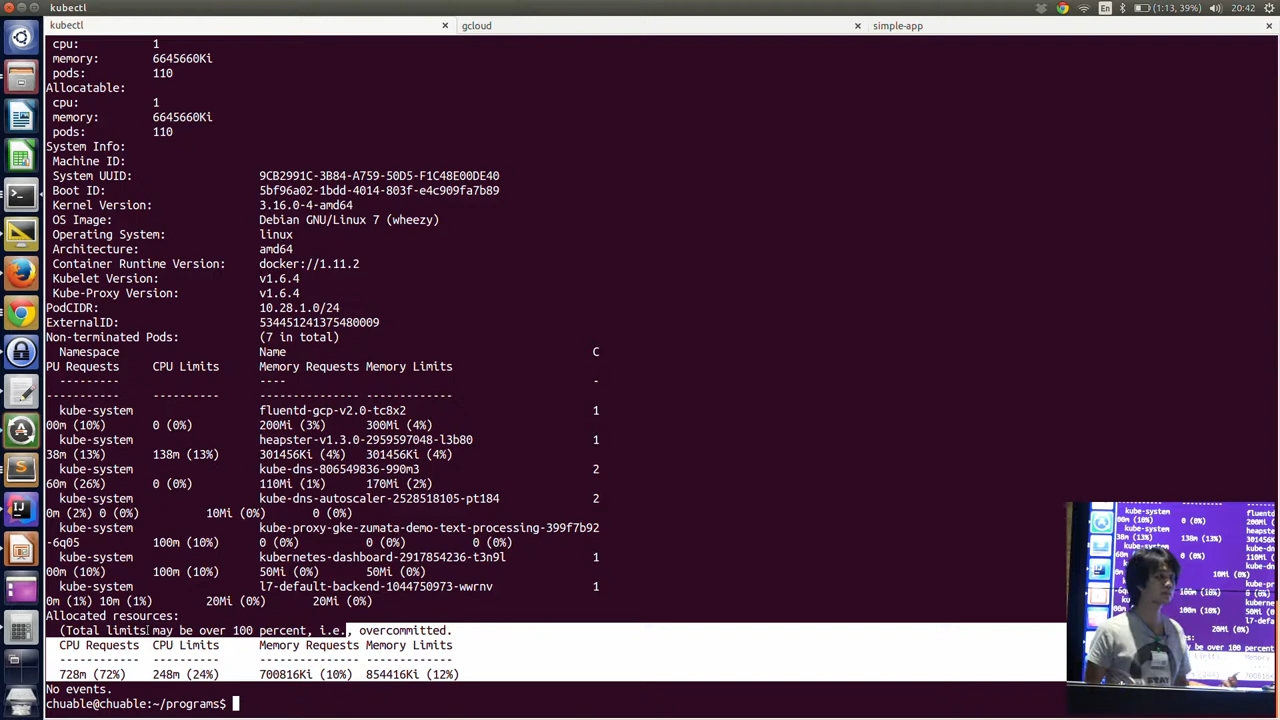 kubectl
En
(1:13, 39%)
20:42
kubectl
gcloud
simple-app
cpu: 1
memory: 6645660Ki
pods: 110
Allocatable:
cpu: 1
memory: 6645660Ki
pods: 110
System Info:
Machine ID:
System UUID: 9CB2991C-3B84-A759-50D5-F1C48E00DE40
Boot ID: 5bf96a02-1bdd-4014-803f-e4c909fa7b89
Kernel Version: 3.16.0-4-amd64
OS Image: Debian GNU/Linux 7 (wheezy)
Operating System: linux
Architecture: amd64
Container Runtime Version: docker://1.11.2
Kubelet Version: v1.6.4
Kube-Proxy Version: v1.6.4
PodCIDR: 10.28.1.0/24
ExternalID: 534451241375480009
Non-terminated Pods: (7 in total)
Namespace Name C
PU Requests CPU Limits Memory Requests Memory Limits
--------- ---- -
---------- ---------- --------------- -------------
kube-system fluentd-gcp-v2.0-tc8x2 1
00m (10%) 0 (0%) 200Mi (3%) 300Mi (4%)
kube-system heapster-v1.3.0-2959597048-l3b80 1
38m (13%) 138m (13%) 301456Ki (4%) 301456Ki (4%)
kube-system kube-dns-806549836-990m3 2
60m (26%) 0 (0%) 110Mi (1%) 170Mi (2%)
kube-system kube-dns-autoscaler-2528518105-pt184 2
0m (2%) 0 (0%) 10Mi (0%) 0 (0%)
kube-system kube-proxy-gke-zumata-demo-text-processing-399f7b92
-6q05 100m (10%) 0 (0%) 0 (0%) 0 (0%)
kube-system kubernetes-dashboard-2917854236-t3n9l 1
00m (10%) 100m (10%) 50Mi (0%) 50Mi (0%)
kube-system l7-default-backend-1044750973-wwrnv 1
0m (1%) 10m (1%) 20Mi (0%) 20Mi (0%)
Allocated resources:
(Total limits may be over 100 percent, i.e., overcommitted.
CPU Requests CPU Limits Memory Requests Memory Limits
------------ ---------- --------------- -------------
728m (72%) 248m (24%) 700816Ki (10%) 854416Ki (12%)
No events.
chuable@chuable:~/programs$